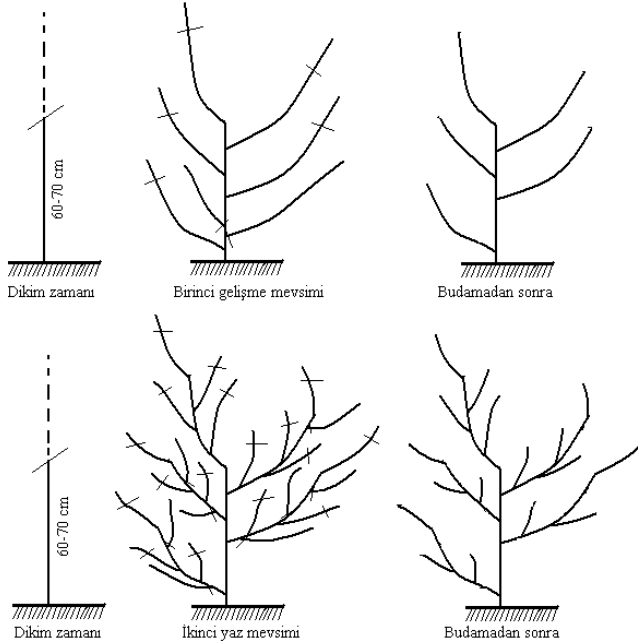 60-70 cm
Dikim zamanı
Birinci gelişme mevsimi
Budamadan sonra
60-70 cm
Dikim zamanı
İkinci yaz mevsimi
Budamadan sonra